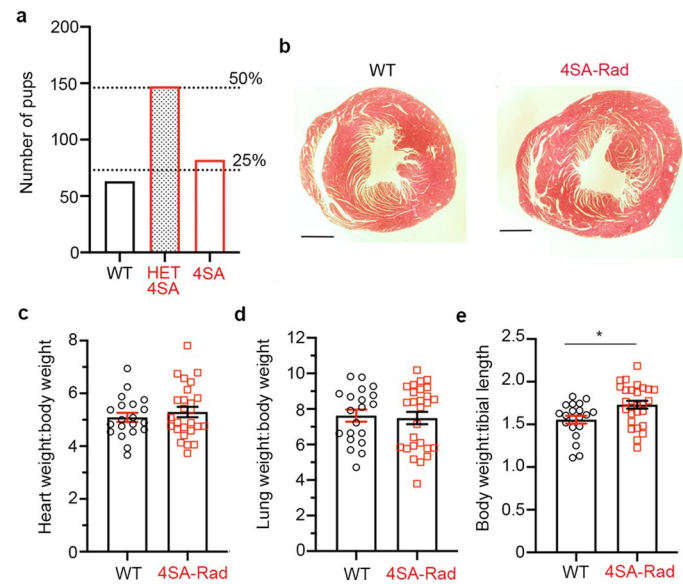 a
200
150
100
50
0
Number of pups
50%
25%
WT
HET
4SA
4SA
b
WT
4SA-Rad
c
8
6
4
2
0
Heart weight:body weight
WT
4SA-Rad
d
12
10
8
6
4
2
0
Lung weight:body weight
WT
4SA-Rad
e
2.5
2.0
1.5
1.0
0.5
0
Body weight:tibial length
*
WT
4SA-Rad